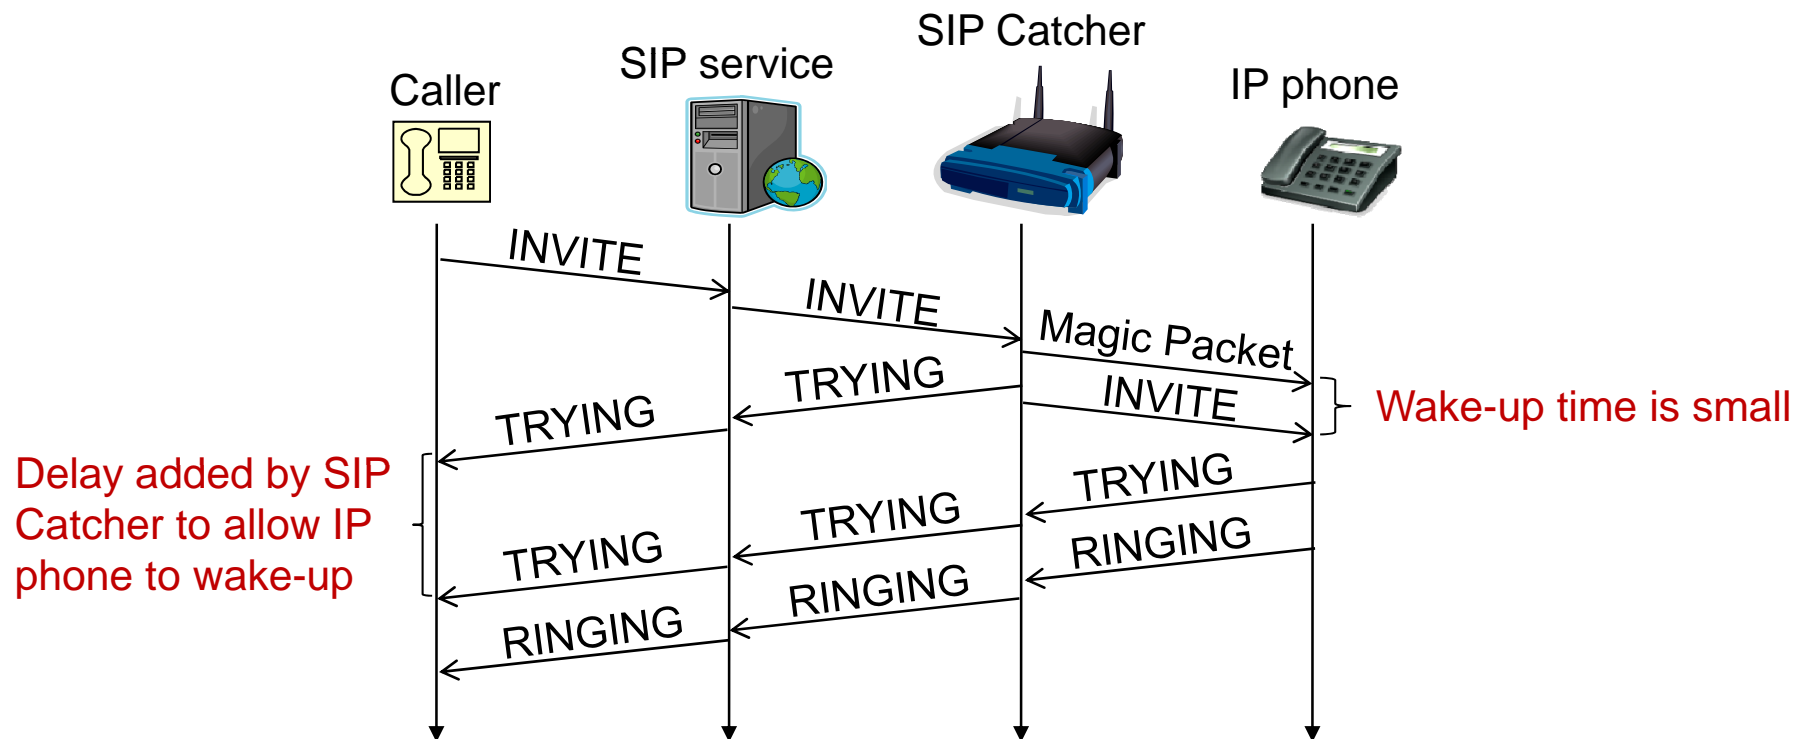 SIP Catcher
SIP service
IP phone
Caller
INVITE
INVITE
Magic Packet
TRYING
INVITE
Wake-up time is small
TRYING
Delay added by SIP
Catcher to allow IP
phone to wake-up
TRYING
TRYING
TRYING
RINGING
RINGING
RINGING